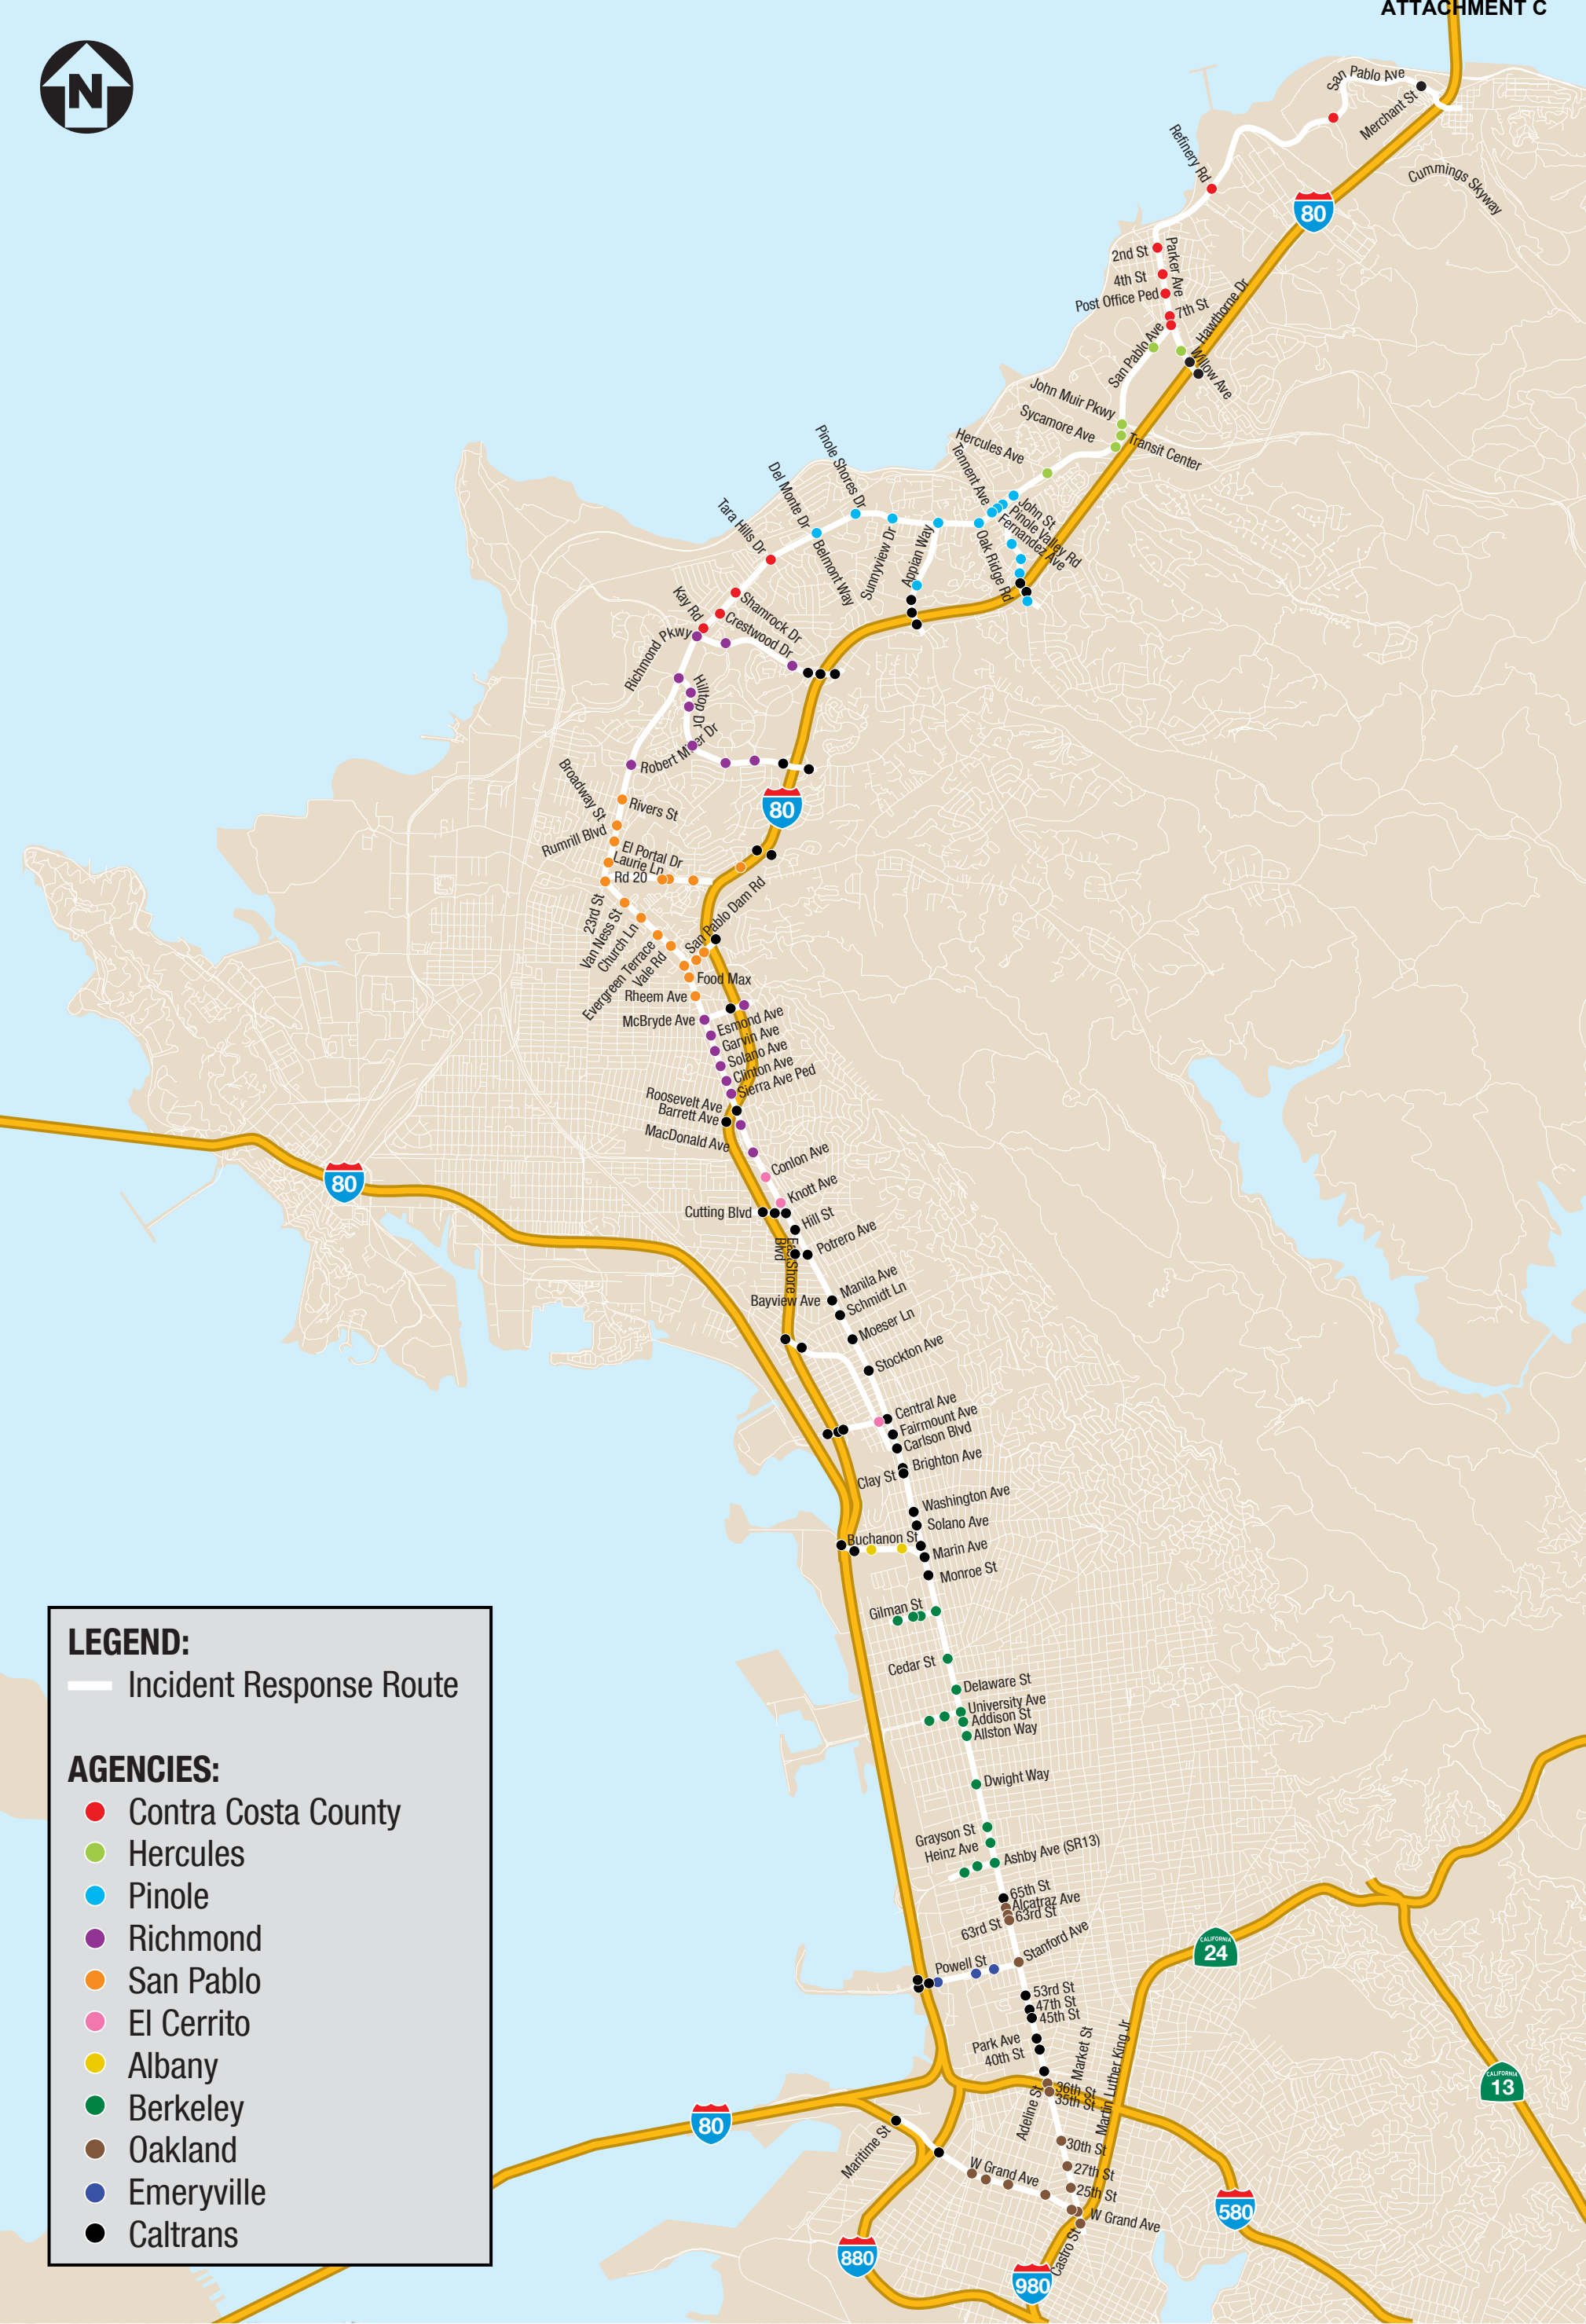 ATTACHMENT C
N
San Pablo Ave
Merchant St
Refinery Rd
Cummings Skyway
80
2nd St
Parker Ave
4th St
Post Office Ped
7th St
Hawthorne Dr
San Pablo Ave
Willow Ave
John Muir Pkwy
Sycamore Ave
Transit Center
Hercules Ave
Tennent Ave
Pinole Shores Dr
Del Monte Dr
John St
Pinole Valley Rd
Fernandez Ave
Tara Hills Dr
Belmont Way
Sunnyview Dr
Appian Way
Oak Ridge Rd
Kay Rd
Shamrock Dr
Crestwood Dr
Richmond Pkwy
Hilltop Dr
Robert Miller Dr
Broadway St
Rivers St
80
Rumrill Blvd
El Portal Dr
Laurie Ln
Rd 20
23rd St
Van Ness St
Church Ln
San Pablo Dam Rd
Evergreen Terrace
Vale Rd
Food Max
Rheem Ave
McBryde Ave
Esmond Ave
Garvin Ave
Solano Ave
Clinton Ave
Sierra Ave Ped
Roosevelt Ave
Barrett Ave
MacDonald Ave
Conlon Ave
80
Knott Ave
Cutting Blvd
Hill St
Potrero Ave
EastShore
Blvd
Manila Ave
Bayview Ave
Schmidt Ln
Moeser Ln
Stockton Ave
Central Ave
Fairmount Ave
Carlson Blvd
Brighton Ave
Clay St
Washington Ave
Solano Ave
Buchanon St
Marin Ave
Monroe St
Gilman St
Cedar St
Delaware St
University Ave
Addison St
Allston Way
Dwight Way
Grayson St
Heinz Ave
Ashby Ave (SR13)
65th St
Alcatraz Ave
63rd St
63rd St
Stanford Ave
Powell St
CALIFORNIA
24
53rd St
47th St
45th St
Park Ave
40th St
Market St
Martin Luther King Jr
CALIFORNIA
13
36th St
35th St
Adeline St
80
Maritime St
30th St
W Grand Ave
27th St
25th St
W Grand Ave
Castro St
580
880
980
LEGEND:
Incident Response Route
AGENCIES:
Contra Costa County
Hercules
Pinole
Richmond
San Pablo
El Cerrito
Albany
Berkeley
Oakland
Emeryville
Caltrans